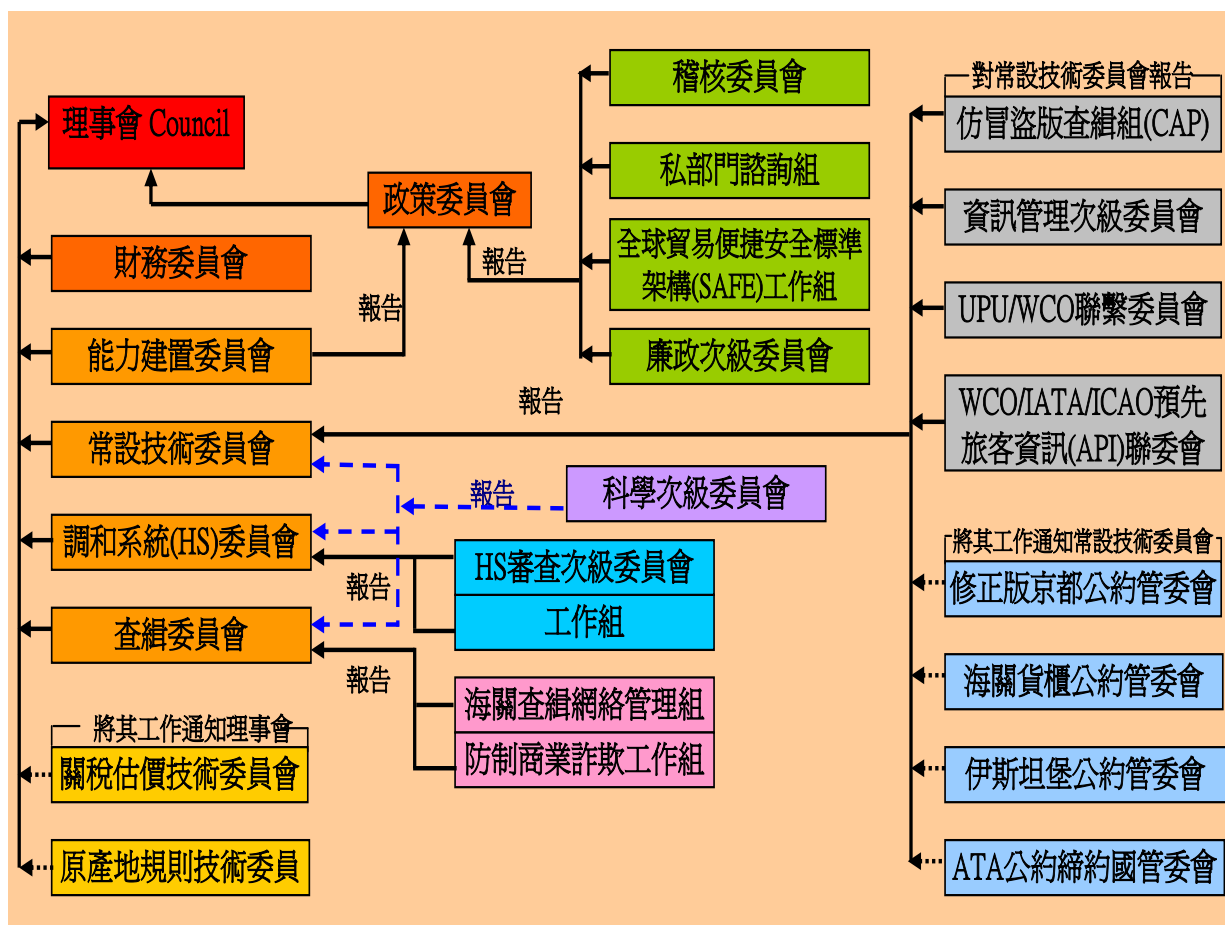 理事會 Council
政策委員會
財務委員會
報告
能力建置委員會
常設技術委員會
調和系統(HS)委員會
查緝委員會
將其工作通知理事會
關稅估價技術委員會
原產地規則技術委員
稽核委員會
私部門諮詢組
全球貿易便捷安全標準
架構(SAFE)工作組
廉政次級委員會
報告
報告
報告
科學次級委員會
HS審查次級委員會
工作組
報告
海關查緝網絡管理組
防制商業詐欺工作組
報告
對常設技術委員會報告
仿冒盜版查緝組(CAP)
資訊管理次級委員會
UPU/WCO聯繫委員會
WCO/IATA/ICAO預先
旅客資訊(API)聯委會
將其工作通知常設技術委員會
修正版京都公約管委會
海關貨櫃公約管委會
伊斯坦堡公約管委會
ATA公約締約國管委會